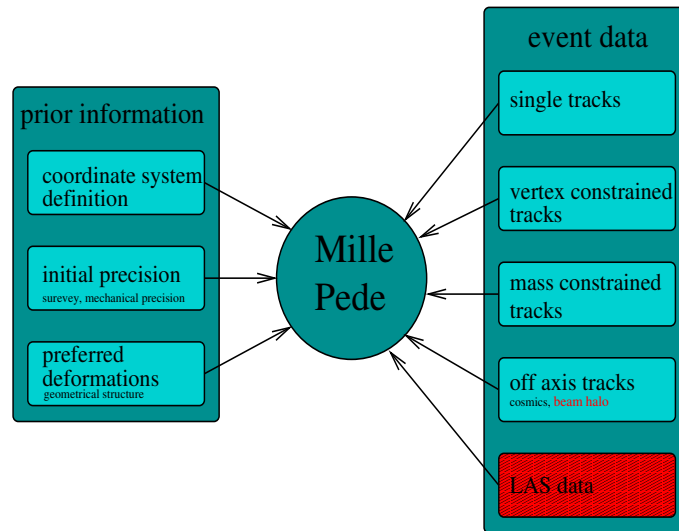 prior information
coordinate system
definition
initial precision
surevey, mechanical precision
preferred
deformations
geometrical structure
Mille
Pede
event data
single tracks
vertex constrained
tracks
mass constrained
tracks
off axis tracks
cosmics, beam halo
LAS data